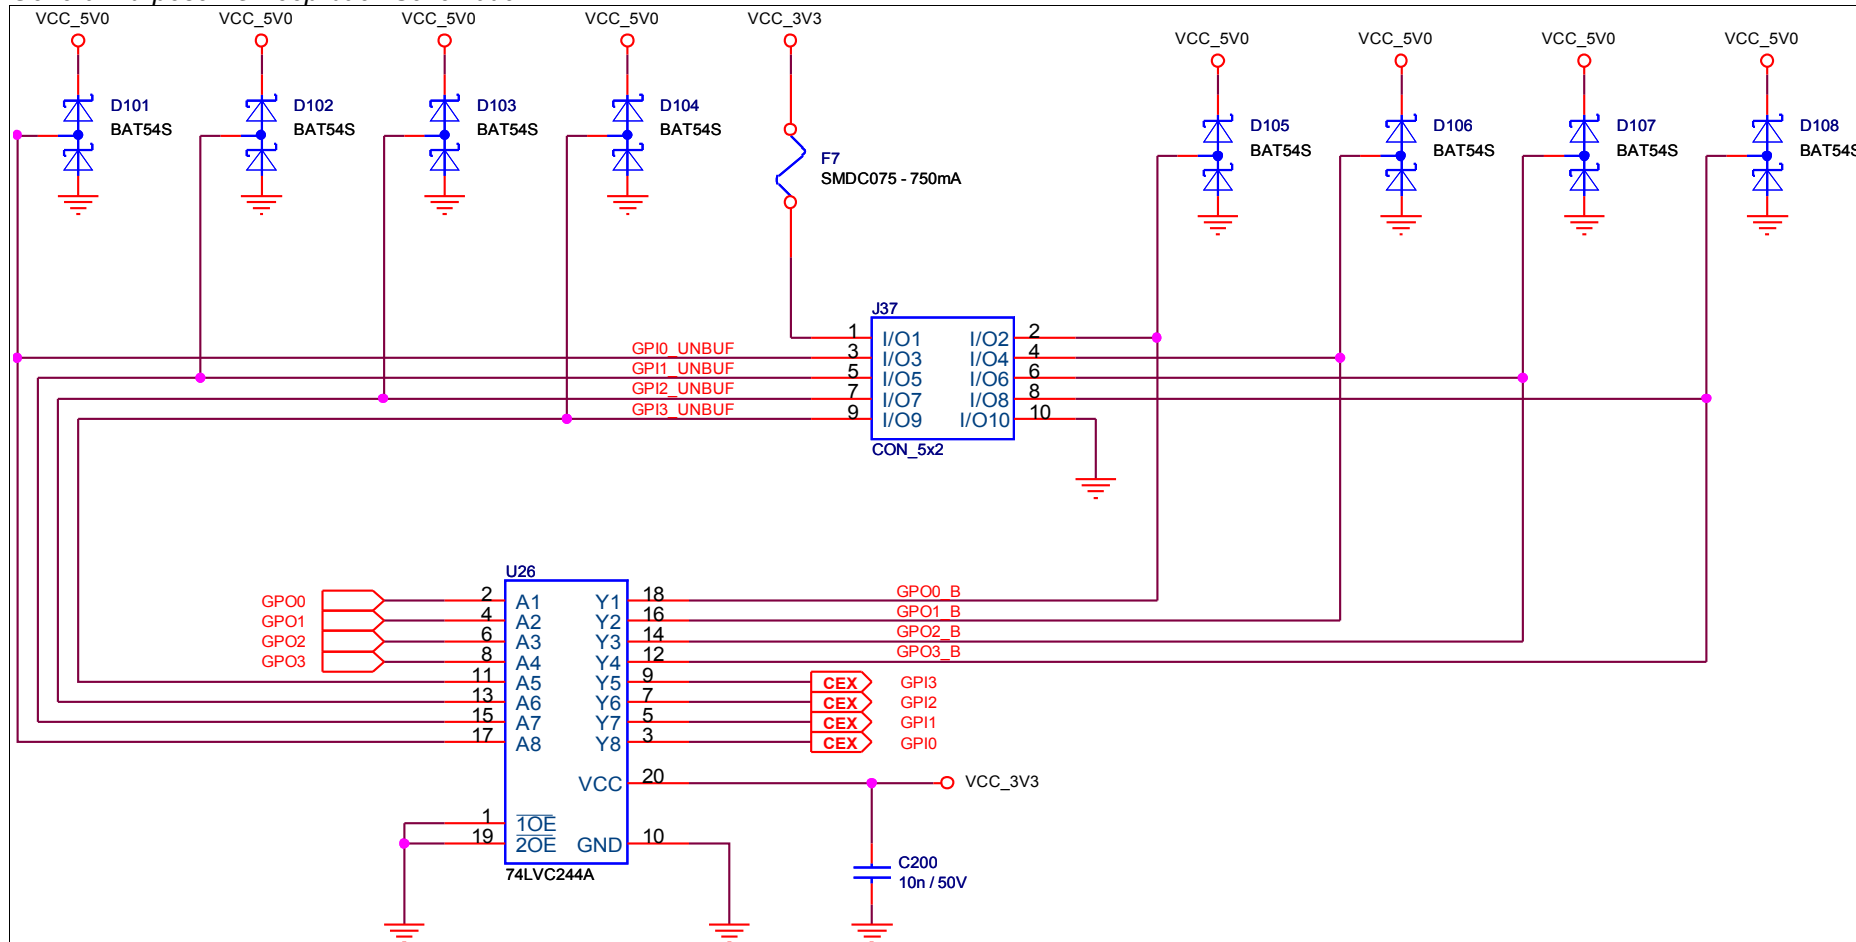 VCC_5V0 VCC_5V0 VCC_5V0 VCC_5V0 VCC_3V3
VCC_5V0 VCC_5V0 VCC_5V0 VCC_5V0
D101 D102 D103 D104
BAT54S BAT54S BAT54S BAT54S
D105 D106 D107 D108
BAT54S BAT54S BAT54S BAT54S
F7
SMDC075 - 750mA
J37
1 I/O1 I/O2 2
GPI0_UNBUF 3 I/O3 I/O4 4
GPI1_UNBUF 5 I/O5 I/O6 6
GPI2_UNBUF 7 I/O7 I/O8 8
GPI3_UNBUF 9 I/O9 I/O10 10
CON_5x2
U26
GPO0 2 A1 Y1 18 GPO0_B
GPO1 4 A2 Y2 16 GPO1_B
GPO2 6 A3 Y3 14 GPO2_B
GPO3 8 A4 Y4 12 GPO3_B
11 A5 Y5 9 CEX GPI3
13 A6 Y6 7 CEX GPI2
15 A7 Y7 5 CEX GPI1
17 A8 Y8 3 CEX GPI0
VCC 20 VCC_3V3
1 1OE
19 2OE GND 10
74LVC244A
C200
10n / 50V